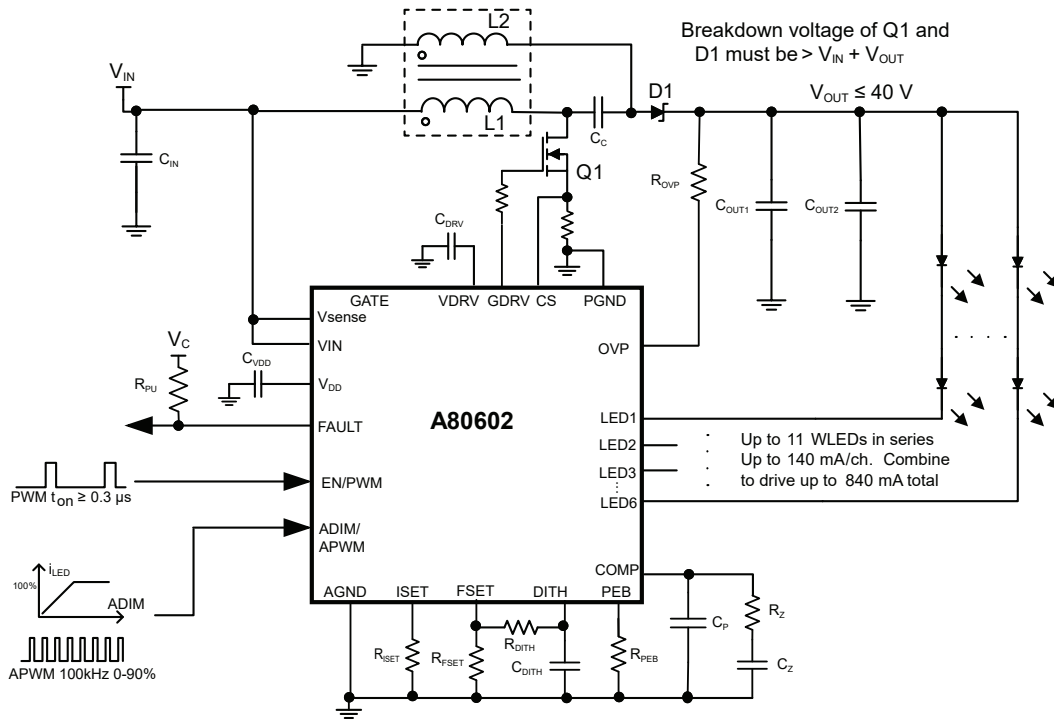 L2
Breakdown voltage of Q1 and
D1 must be > VIN + VOUT
VIN
L1
D1
VOUT ≤ 40 V
CC
CIN
Q1
ROVP
COUT1
COUT2
CDRV
GATE
VDRV
GDRV
CS
PGND
Vsense
VIN
OVP
VC
CVDD
RPU
VDD
FAULT
A80602
LED1
LED2
LED3
LED6
Up to 11 WLEDs in series
Up to 140 mA/ch. Combine
to drive up to 840 mA total
EN/PWM
PWM ton ≥ 0.3 µs
ADIM/
APWM
iLED
100%
ADIM
APWM 100kHz 0-90%
COMP
AGND
ISET
FSET
DITH
PEB
RISET
RFSET
RDITH
CDITH
RPEB
CP
RZ
CZ